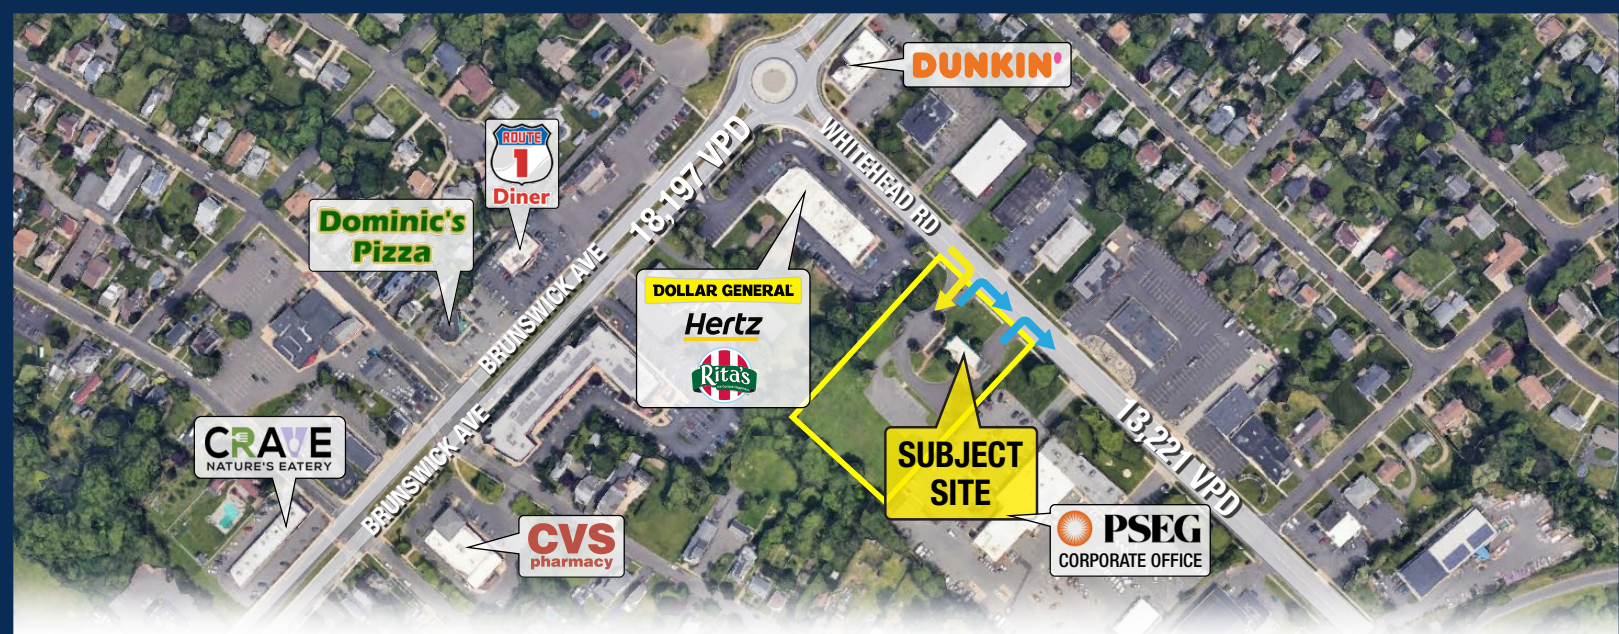 DUNKIN'
ROUTE
1
Diner
18,197 VPD
WHITEHEAD RD
Dominic's
Pizza
BRUNSWICK AVE
DOLLAR GENERAL
Hertz
Rita's
BRUNSWICK AVE
CRAVE
NATURE'S EATERY
SUBJECT
SITE
13,221 VPD
CVS
pharmacy
PSEG
CORPORATE OFFICE